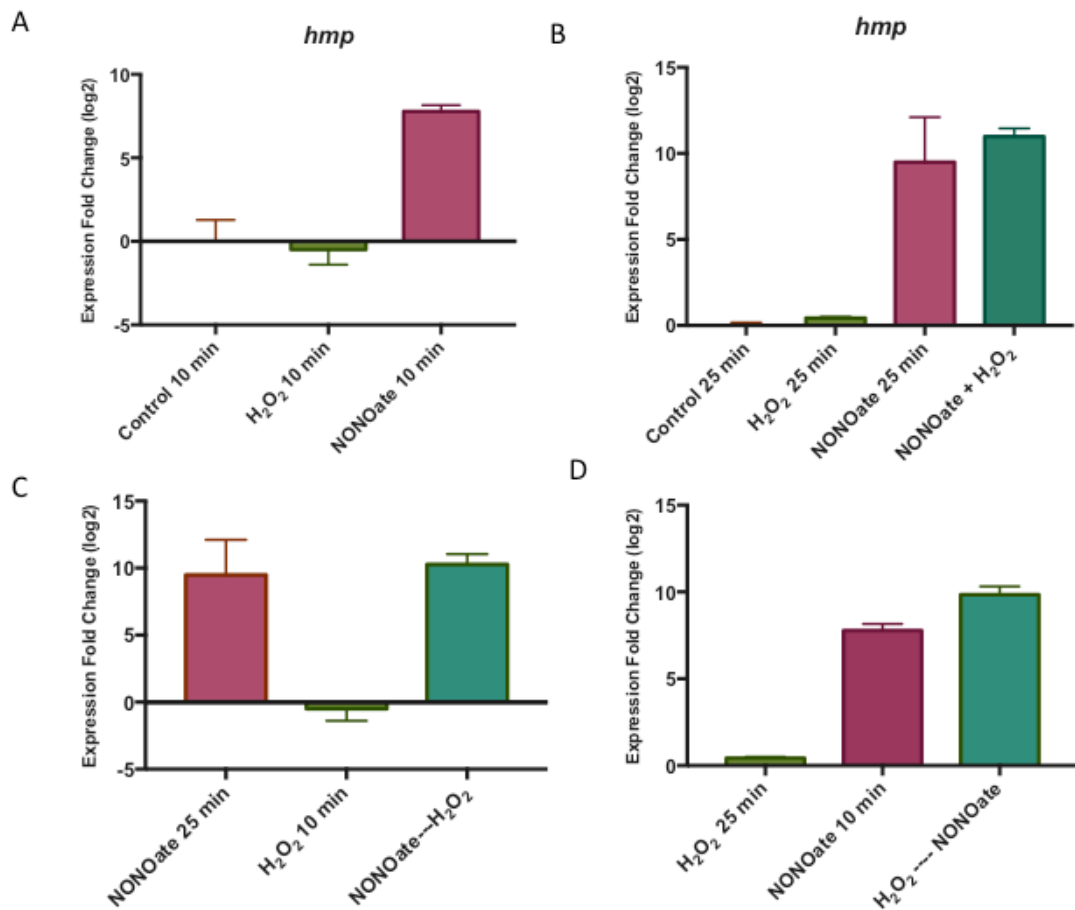 A
hmp
Expression Fold Change (log2)
10
5
0
-5
Control 10 min
H₂O₂ 10 min
NONOate 10 min
B
hmp
Expression Fold Change (log2)
15
10
5
0
Control 25 min
H₂O₂ 25 min
NONOate 25 min
NONOate + H₂O₂
C
Expression Fold Change (log2)
15
10
5
0
-5
NONOate 25 min
H₂O₂ 10 min
NONOate---H₂O₂
D
Expression Fold Change (log2)
15
10
5
0
H₂O₂ 25 min
NONOate 10 min
H₂O₂ ---- NONOate